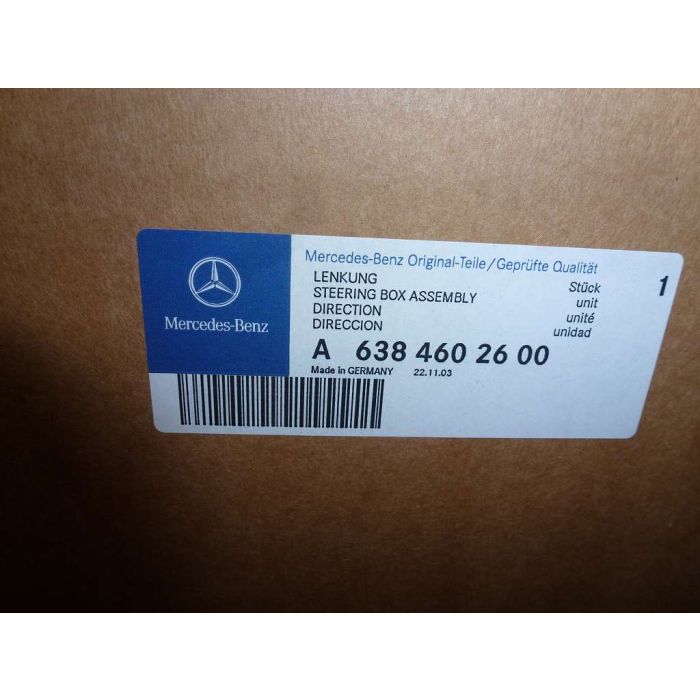 Mercedes-Benz
Mercedes-Benz Original-Teile/Geprüfte Qualität
LENKUNG
STEERING BOX ASSEMBLY
DIRECTION
DIRECCION
Stück
unit
unité
unidad
1
A 638 460 26 00
Made in GERMANY 22.11.03